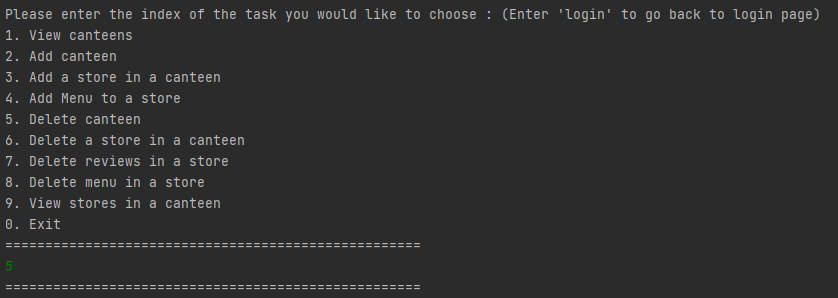 Please enter the index of the task you would like to choose : (Enter 'login' to go back to login page)
1. View canteens
2. Add canteen
3. Add a store in a canteen
4. Add Menu to a store
5. Delete canteen
6. Delete a store in a canteen
7. Delete reviews in a store
8. Delete menu in a store
9. View stores in a canteen
0. Exit
====================================================
5
====================================================